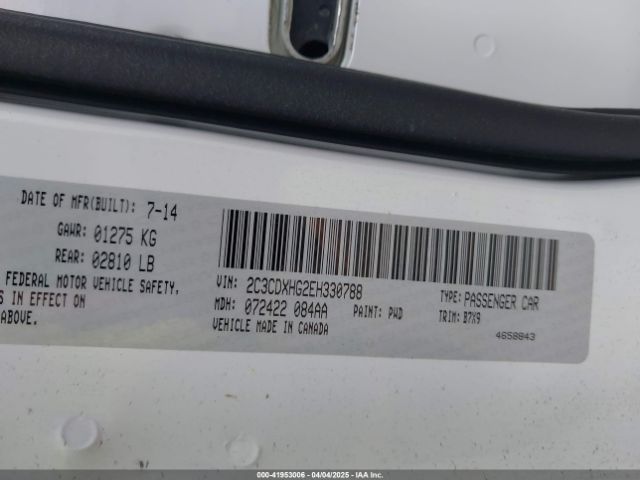 DATE OF MFR(BUILT): 7-14
GAWR: 01275 KG
REAR: 02810 LB
FEDERAL MOTOR VEHICLE SAFETY,
S IN EFFECT ON
ABOVE.
VIN: 2C3CDXHG2EH330788
MDH: 072422 084AA PAINT: PWD
VEHICLE MADE IN CANADA
TYPE: PASSENGER CAR
TRIM: B7X9
4658843
000-41953006 - 04/04/2025 - IAA Inc.